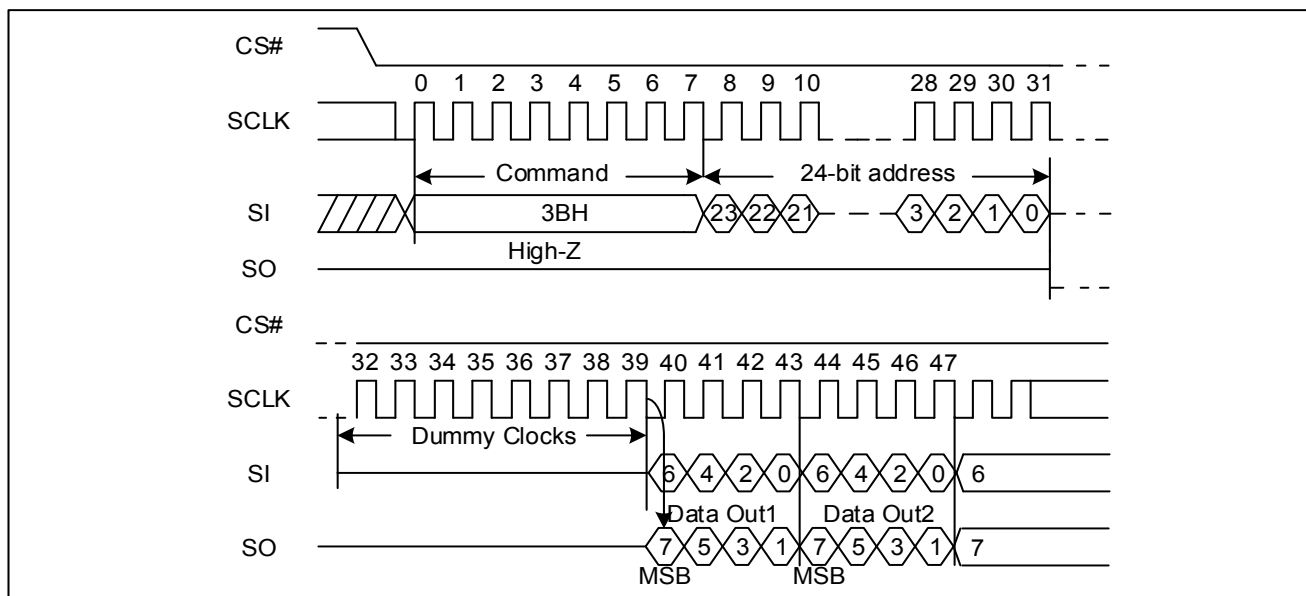 CS#
0 1 2 3 4 5 6 7 8 9 10 28 29 30 31
SCLK
Command 24-bit address
SI 3BH 23 22 21 3 2 1 0
High-Z
SO
CS#
32 33 34 35 36 37 38 39 40 41 42 43 44 45 46 47
SCLK
Dummy Clocks
SI 6 4 2 0 6 4 2 0 6
Data Out1 Data Out2
SO 7 5 3 1 7 5 3 1 7
MSB MSB